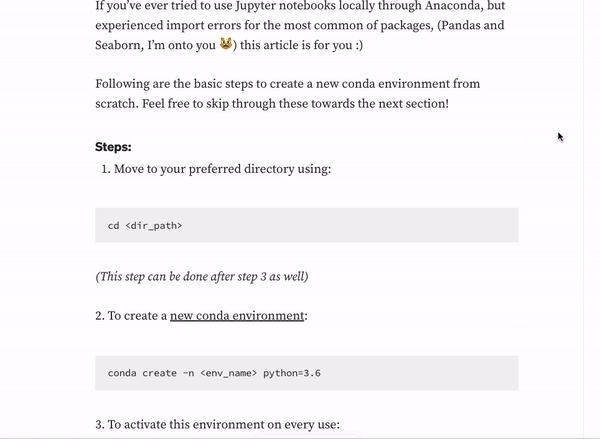 If you’ve ever tried to use Jupyter notebooks locally through Anaconda, but
experienced import errors for the most common of packages, (Pandas and
Seaborn, I’m onto you 😾) this article is for you :)
Following are the basic steps to create a new conda environment from
scratch. Feel free to skip through these towards the next section!
Steps:
1. Move to your preferred directory using:
cd <dir_path>
(This step can be done after step 3 as well)
2. To create a new conda environment:
conda create -n <env_name> python=3.6
3. To activate this environment on every use: